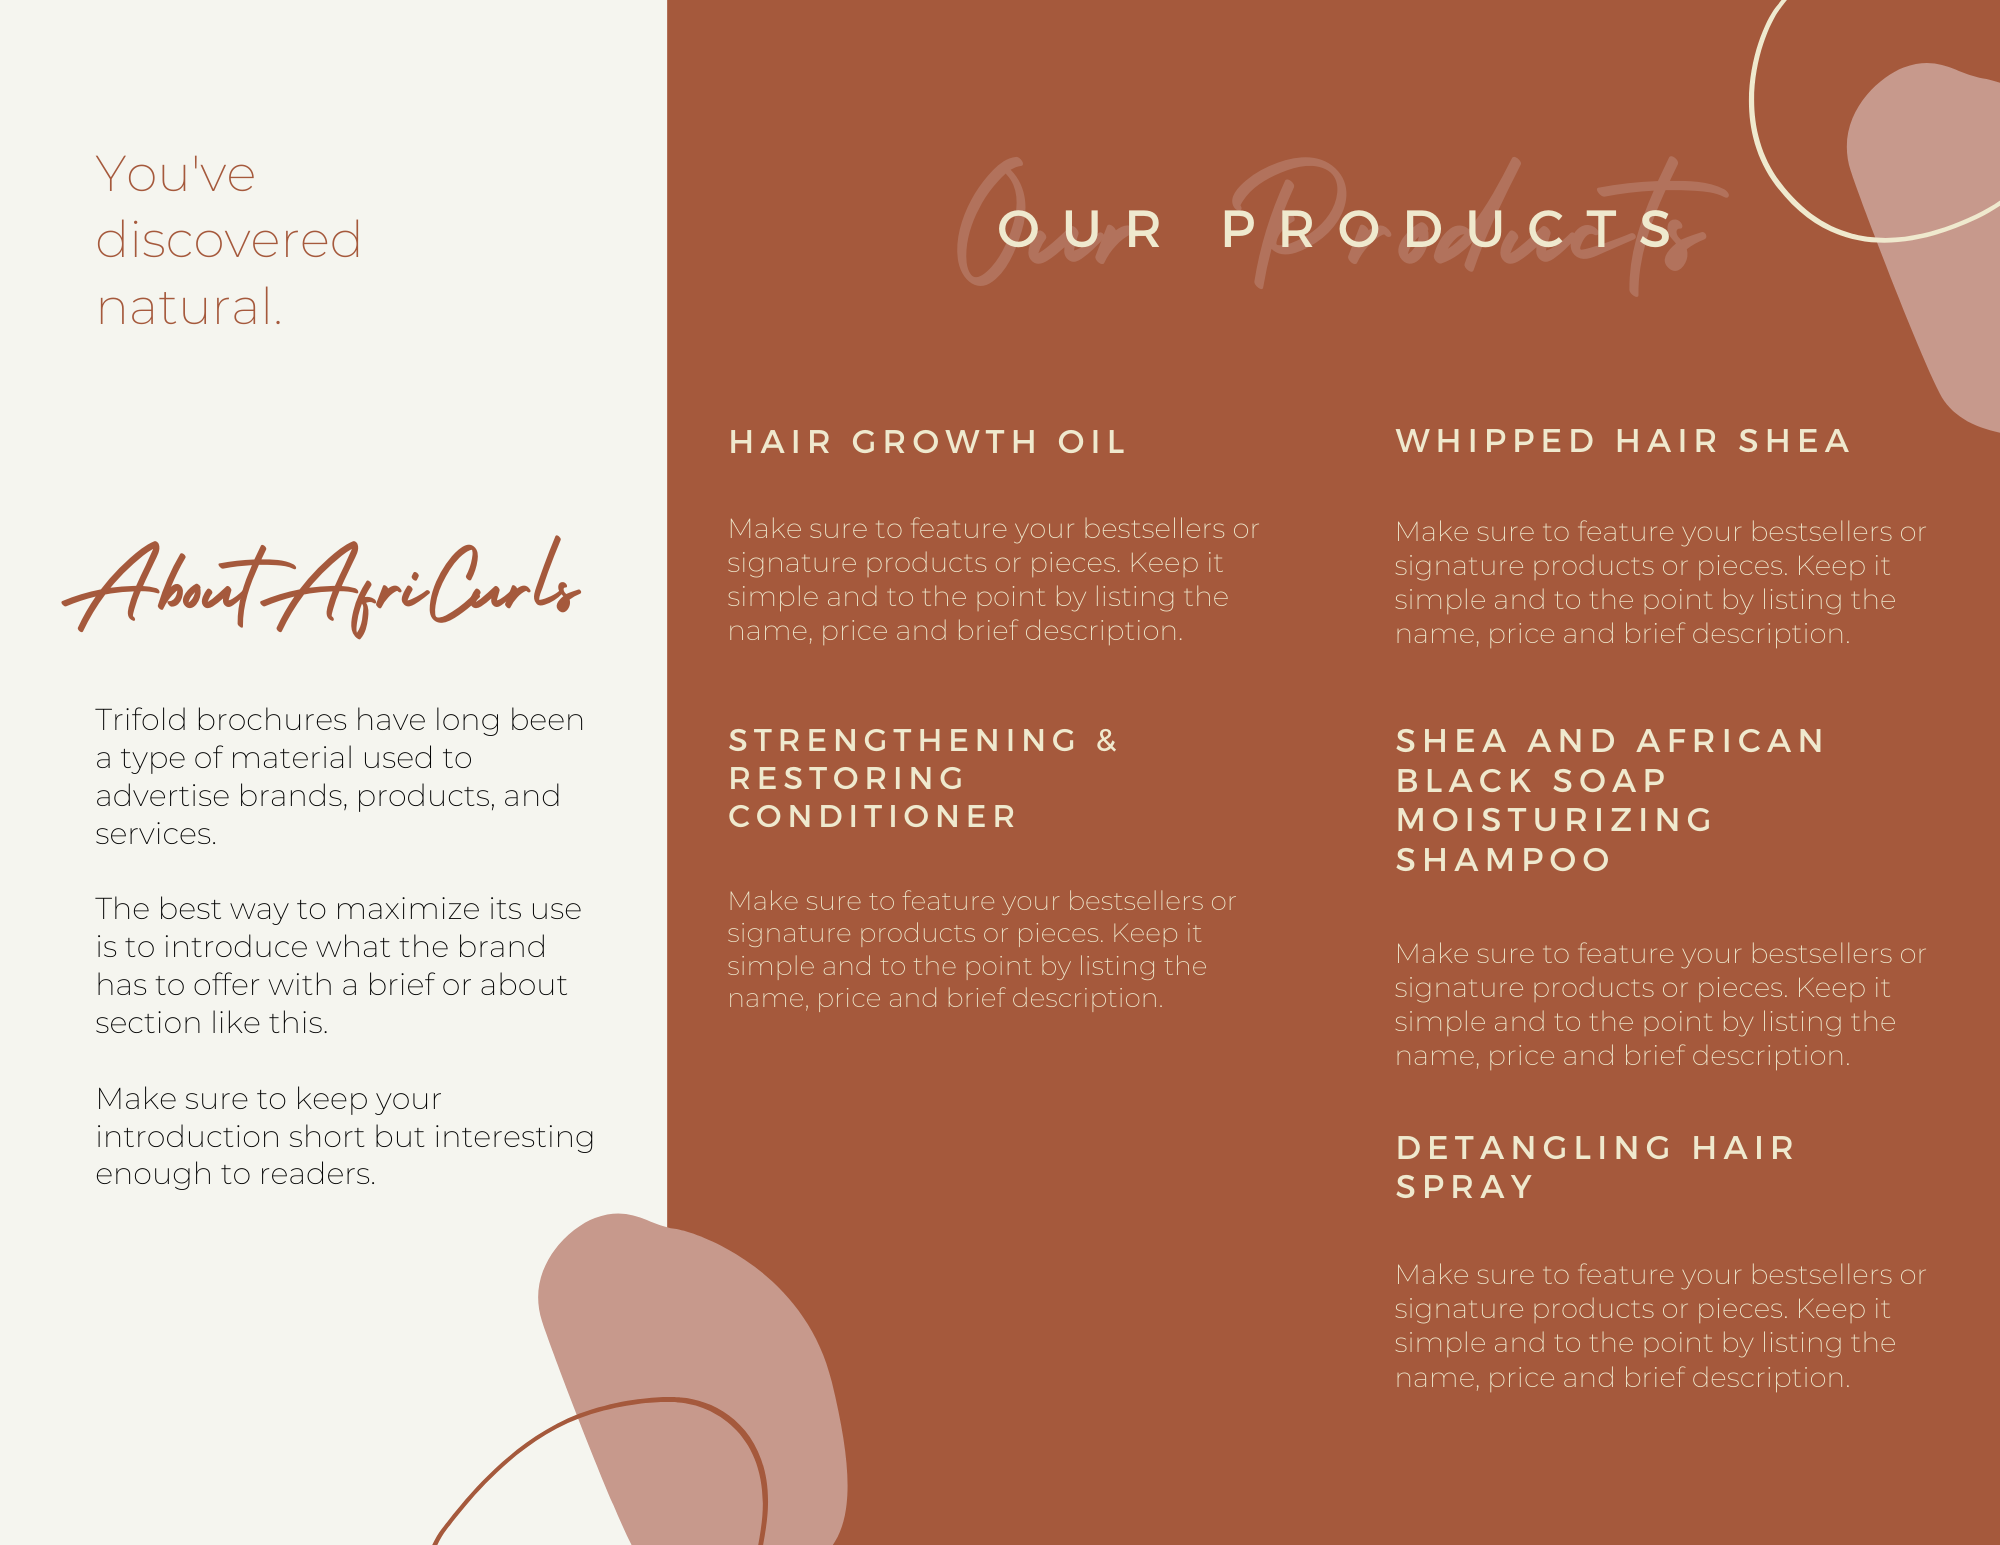 You've
discovered
natural.
About AfriCurls
Trifold brochures have long been
a type of material used to
advertise brands, products, and
services.
The best way to maximize its use
is to introduce what the brand
has to offer with a brief or about
section like this.
Make sure to keep your
introduction short but interesting
enough to readers.
Our Products
OUR PRODUCTS
HAIR GROWTH OIL
Make sure to feature your bestsellers or
signature products or pieces. Keep it
simple and to the point by listing the
name, price and brief description.
STRENGTHENING &
RESTORING
CONDITIONER
Make sure to feature your bestsellers or
signature products or pieces. Keep it
simple and to the point by listing the
name, price and brief description.
WHIPPED HAIR SHEA
Make sure to feature your bestsellers or
signature products or pieces. Keep it
simple and to the point by listing the
name, price and brief description.
SHEA AND AFRICAN
BLACK SOAP
MOISTURIZING
SHAMPOO
Make sure to feature your bestsellers or
signature products or pieces. Keep it
simple and to the point by listing the
name, price and brief description.
DETANGLING HAIR
SPRAY
Make sure to feature your bestsellers or
signature products or pieces. Keep it
simple and to the point by listing the
name, price and brief description.